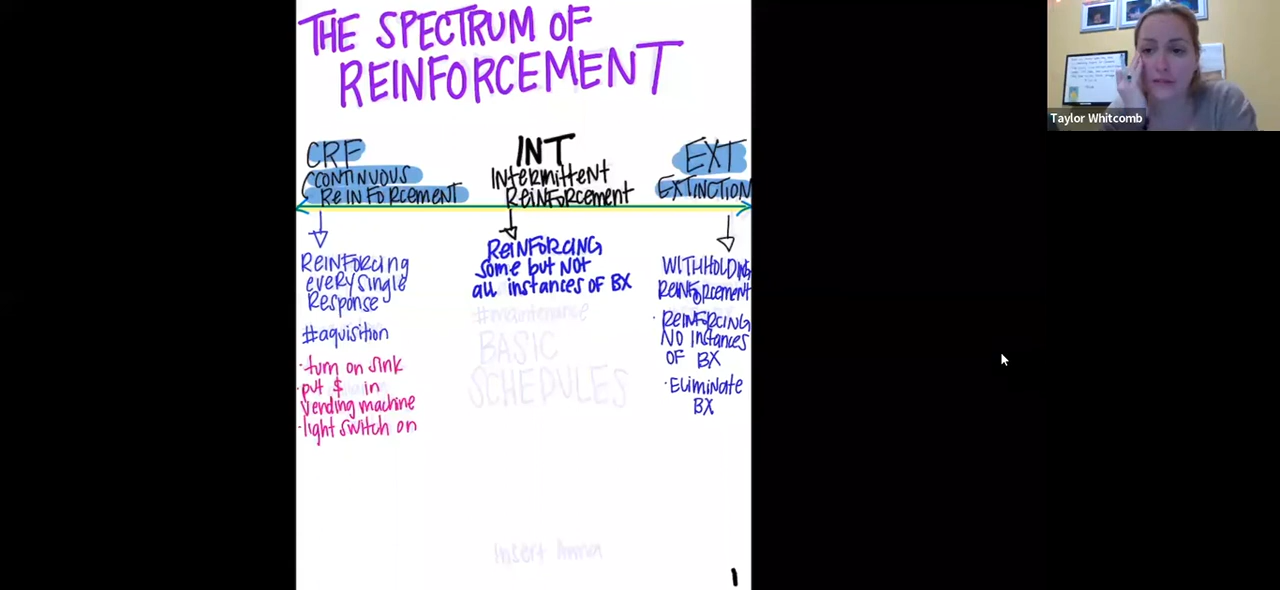 THE SPECTRUM OF
REINFORCEMENT
CRF
CONTINUOUS
REINFORCEMENT
INT
Intermittent
Reinforcement
EXT
EXTINCTION
REINFORCING
every single
Response
#aquisition
·turn on sink
·put $ in
vending machine
·light switch on
REINFORCING
some but NOT
all instances OF BX
#maintenance
BASIC
SCHEDULES
WITHHOLDING
REINFORCEMENT
·REINFORCING
NO instances
OF BX
·Eliminate
BX
1
Taylor Whitcomb